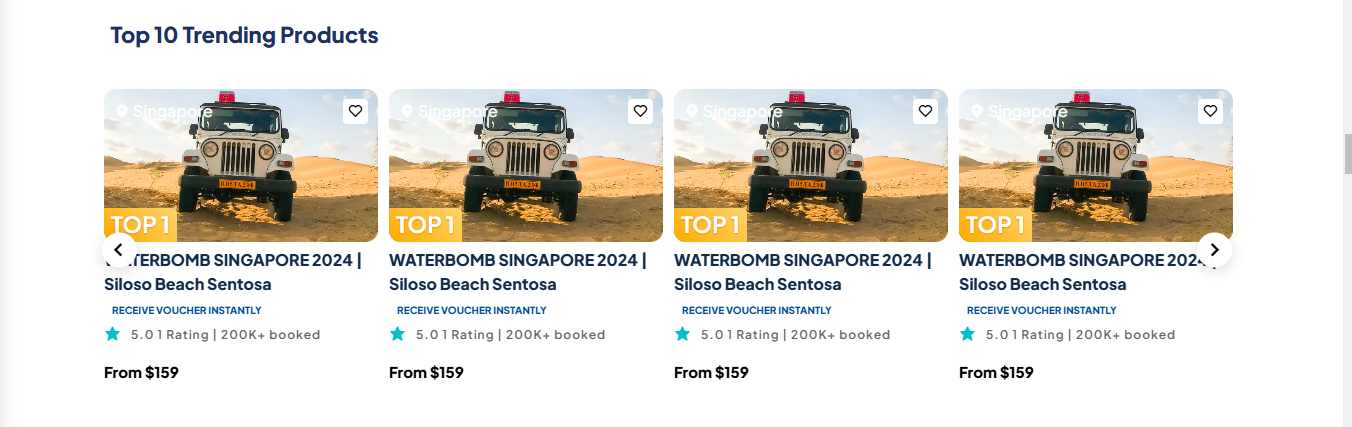 Top 10 Trending Products
Singapore
TOP 1
WATERBOMB SINGAPORE 2024 |
Siloso Beach Sentosa
RECEIVE VOUCHER INSTANTLY
5.0 1 Rating | 200K+ booked
From $159
Singapore
TOP 1
WATERBOMB SINGAPORE 2024 |
Siloso Beach Sentosa
RECEIVE VOUCHER INSTANTLY
5.0 1 Rating | 200K+ booked
From $159
Singapore
TOP 1
WATERBOMB SINGAPORE 2024 |
Siloso Beach Sentosa
RECEIVE VOUCHER INSTANTLY
5.0 1 Rating | 200K+ booked
From $159
Singapore
TOP 1
WATERBOMB SINGAPORE 2024 |
Siloso Beach Sentosa
RECEIVE VOUCHER INSTANTLY
5.0 1 Rating | 200K+ booked
From $159